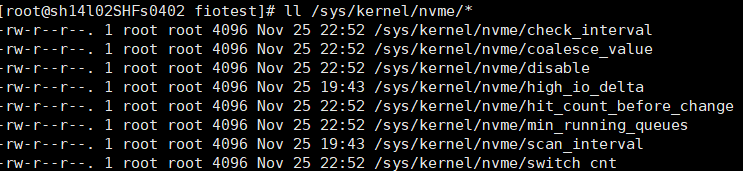 [root@sh14l02SHFs0402 fiotest]# ll /sys/kernel/nvme/*
-rw-r--r--. 1 root root 4096 Nov 25 22:52 /sys/kernel/nvme/check_interval
-rw-r--r--. 1 root root 4096 Nov 25 22:52 /sys/kernel/nvme/coalesce_value
-rw-r--r--. 1 root root 4096 Nov 25 22:52 /sys/kernel/nvme/disable
-rw-r--r--. 1 root root 4096 Nov 25 19:43 /sys/kernel/nvme/high_io_delta
-rw-r--r--. 1 root root 4096 Nov 25 22:52 /sys/kernel/nvme/hit_count_before_change
-rw-r--r--. 1 root root 4096 Nov 25 22:52 /sys/kernel/nvme/min_running_queues
-rw-r--r--. 1 root root 4096 Nov 25 19:43 /sys/kernel/nvme/scan_interval
-rw-r--r--. 1 root root 4096 Nov 25 22:52 /sys/kernel/nvme/switch cnt